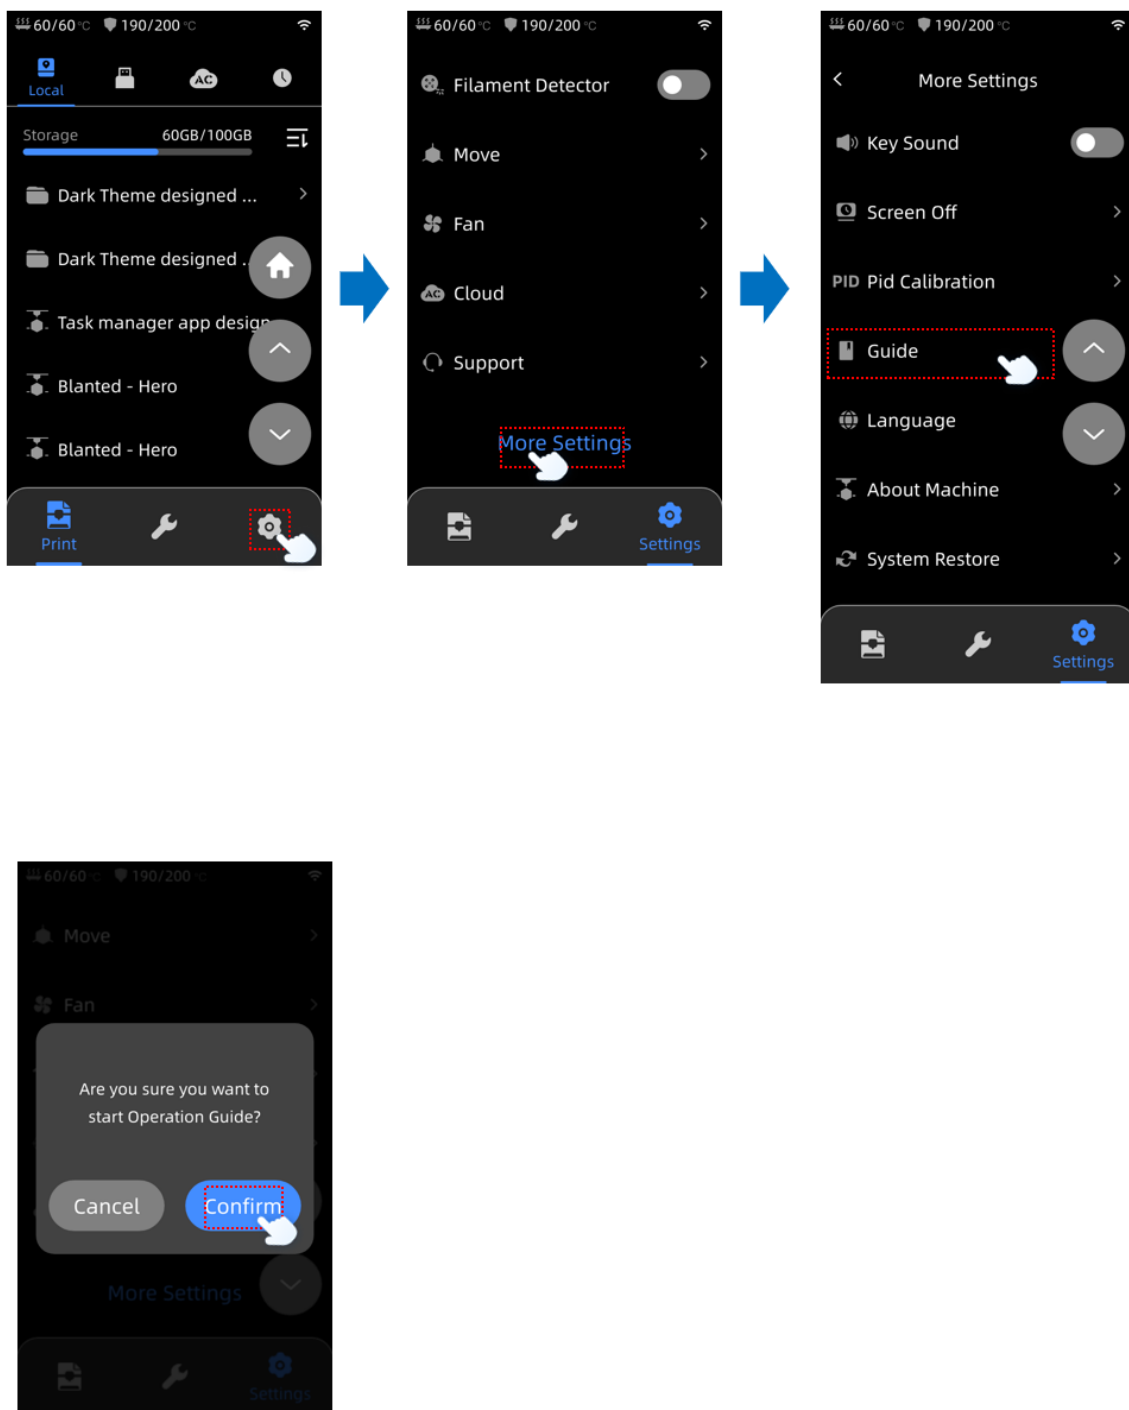 60/60 °C 190/200 °C
Local
AC
Storage 60GB/100GB
Dark Theme designed ...
Dark Theme designed .
Task manager app design
Blanted - Hero
Blanted - Hero
Print
60/60 °C 190/200 °C
Filament Detector
Move
Fan
AC Cloud
Support
More Settings
Settings
60/60 °C 190/200 °C
More Settings
Key Sound
Screen Off
PID Pid Calibration
Guide
Language
About Machine
System Restore
Settings
60/60 °C 190/200 °C
Move
Fan
Are you sure you want to
start Operation Guide?
Cancel Confirm
More Settings
Settings